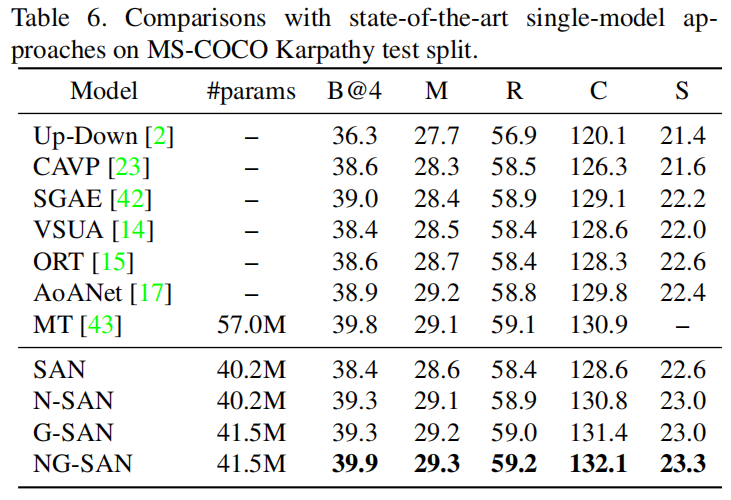 Table 6. Comparisons with state-of-the-art single-model ap-
proaches on MS-COCO Karpathy test split.
Model #params B@4 M R C S
Up-Down [2] – 36.3 27.7 56.9 120.1 21.4
CAVP [23] – 38.6 28.3 58.5 126.3 21.6
SGAE [42] – 39.0 28.4 58.9 129.1 22.2
VSUA [14] – 38.4 28.5 58.4 128.6 22.0
ORT [15] – 38.6 28.7 58.4 128.3 22.6
AoANet [17] – 38.9 29.2 58.8 129.8 22.4
MT [43] 57.0M 39.8 29.1 59.1 130.9 –
SAN 40.2M 38.4 28.6 58.4 128.6 22.6
N-SAN 40.2M 39.3 29.1 58.9 130.8 23.0
G-SAN 41.5M 39.3 29.2 59.0 131.4 23.0
NG-SAN 41.5M 39.9 29.3 59.2 132.1 23.3